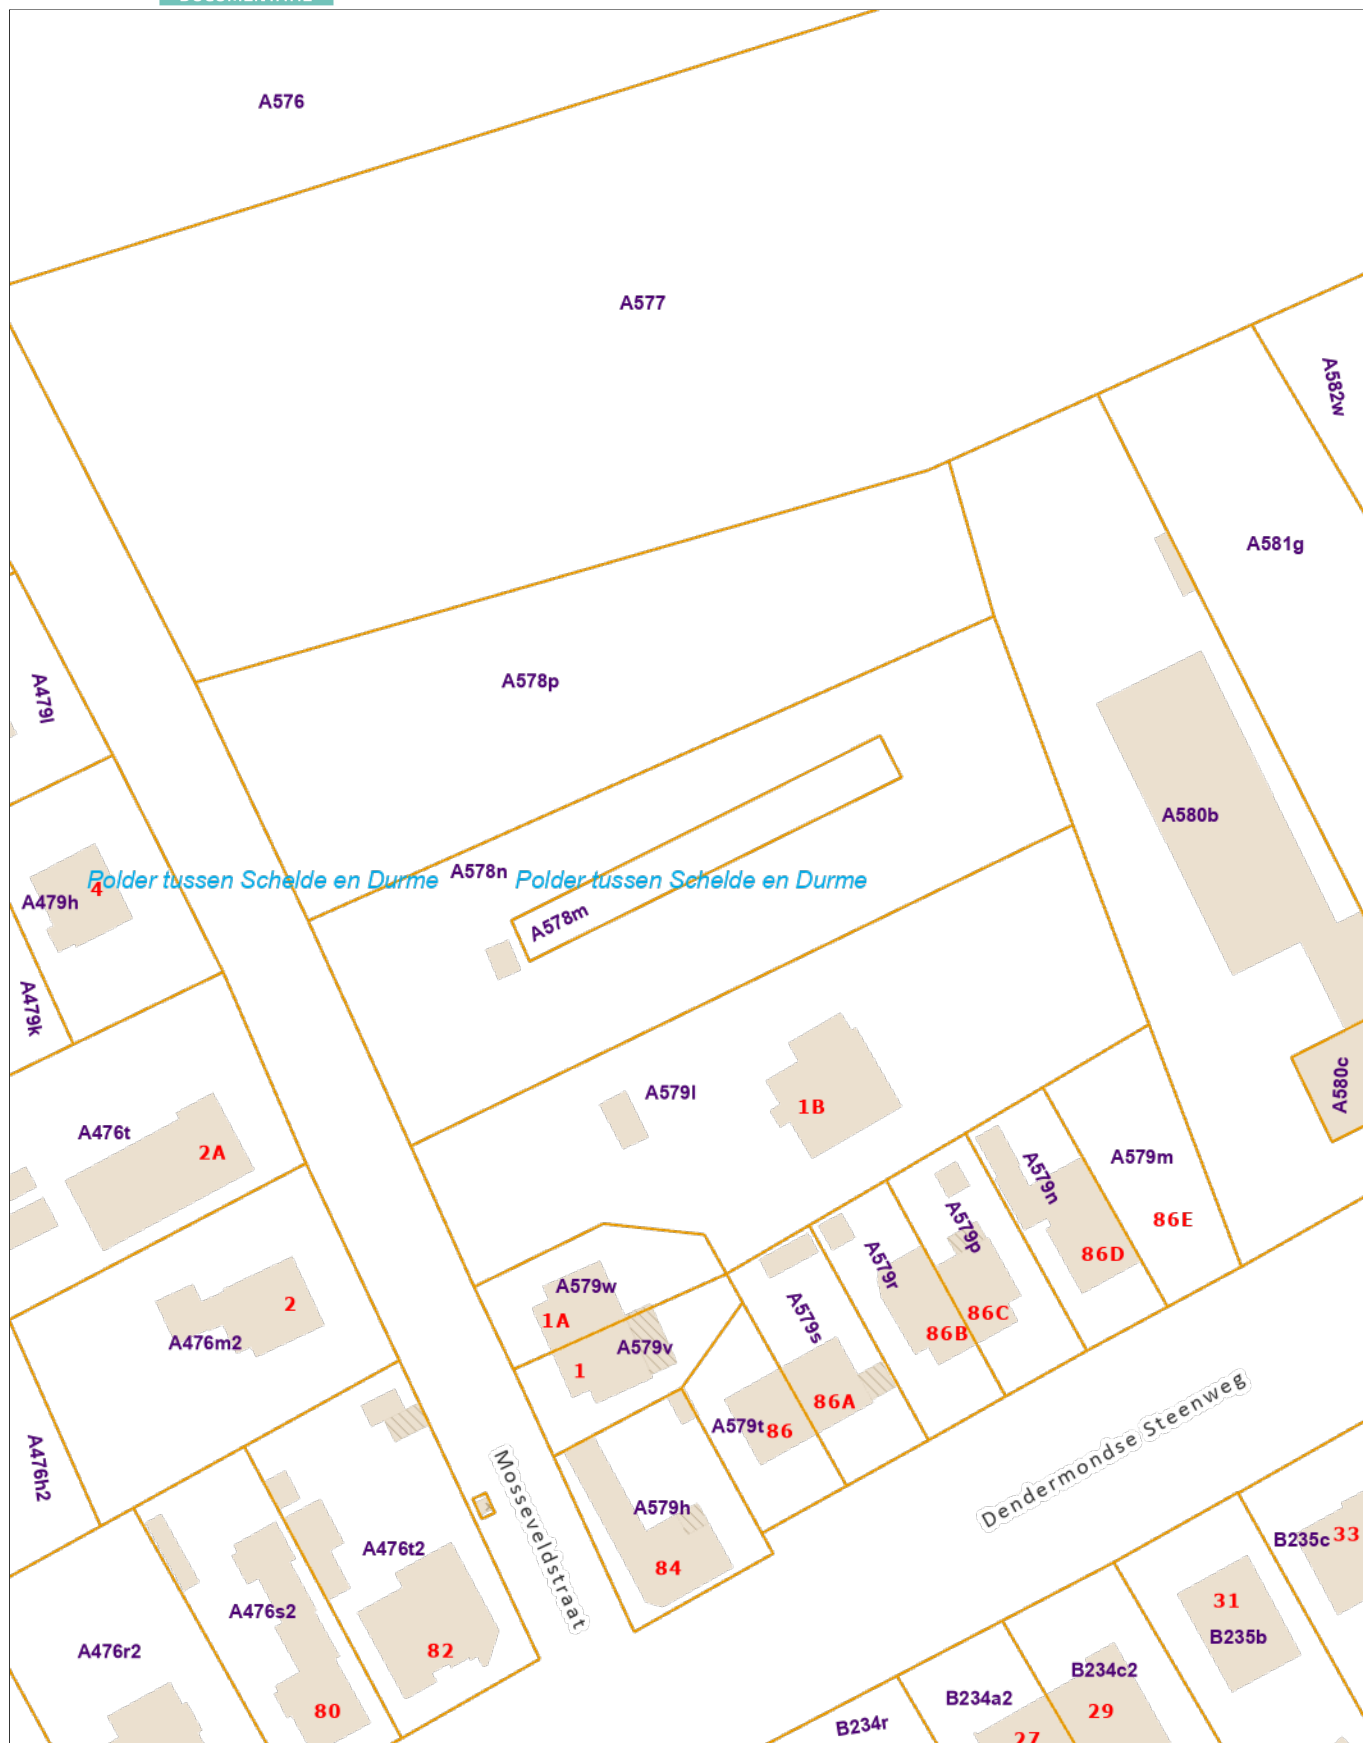 A576
A577
A582w
A581g
A578p
A479l
A580b
A578n
Polder tussen Schelde en Durme
Polder tussen Schelde en Durme
4
A479h
A578m
A479k
A580c
A579l
1B
A476t
2A
A579m
A579n
86E
A579p
86D
A579r
A579w
1A
2
A579s
86C
86B
A476m2
A579v
1
86A
A579t
86
Dendermondse Steenweg
A476h2
Mosseveldstraat
A579h
84
A476t2
B235c
33
31
B235b
A476s2
82
A476r2
80
B234c2
B234a2
29
B234r
27